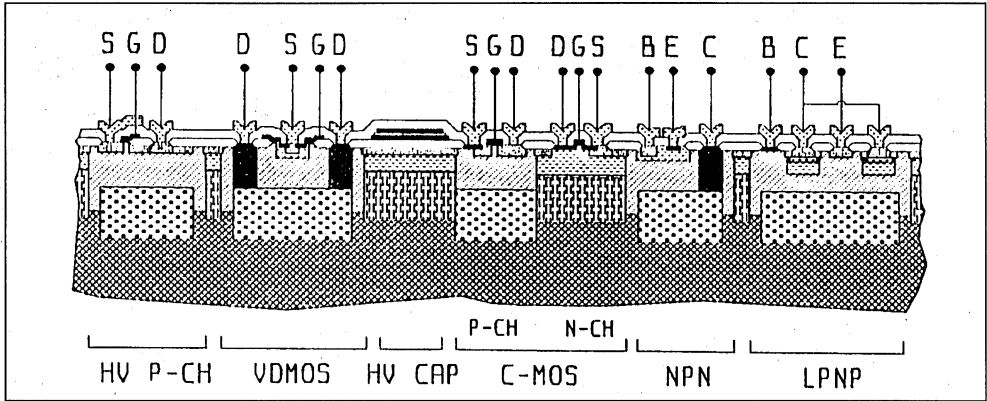 S G D D S G D S G D D G S B E C B C E
P-CH N-CH
HV P-CH VDMOS HV CAP C-MOS NPN LPNP